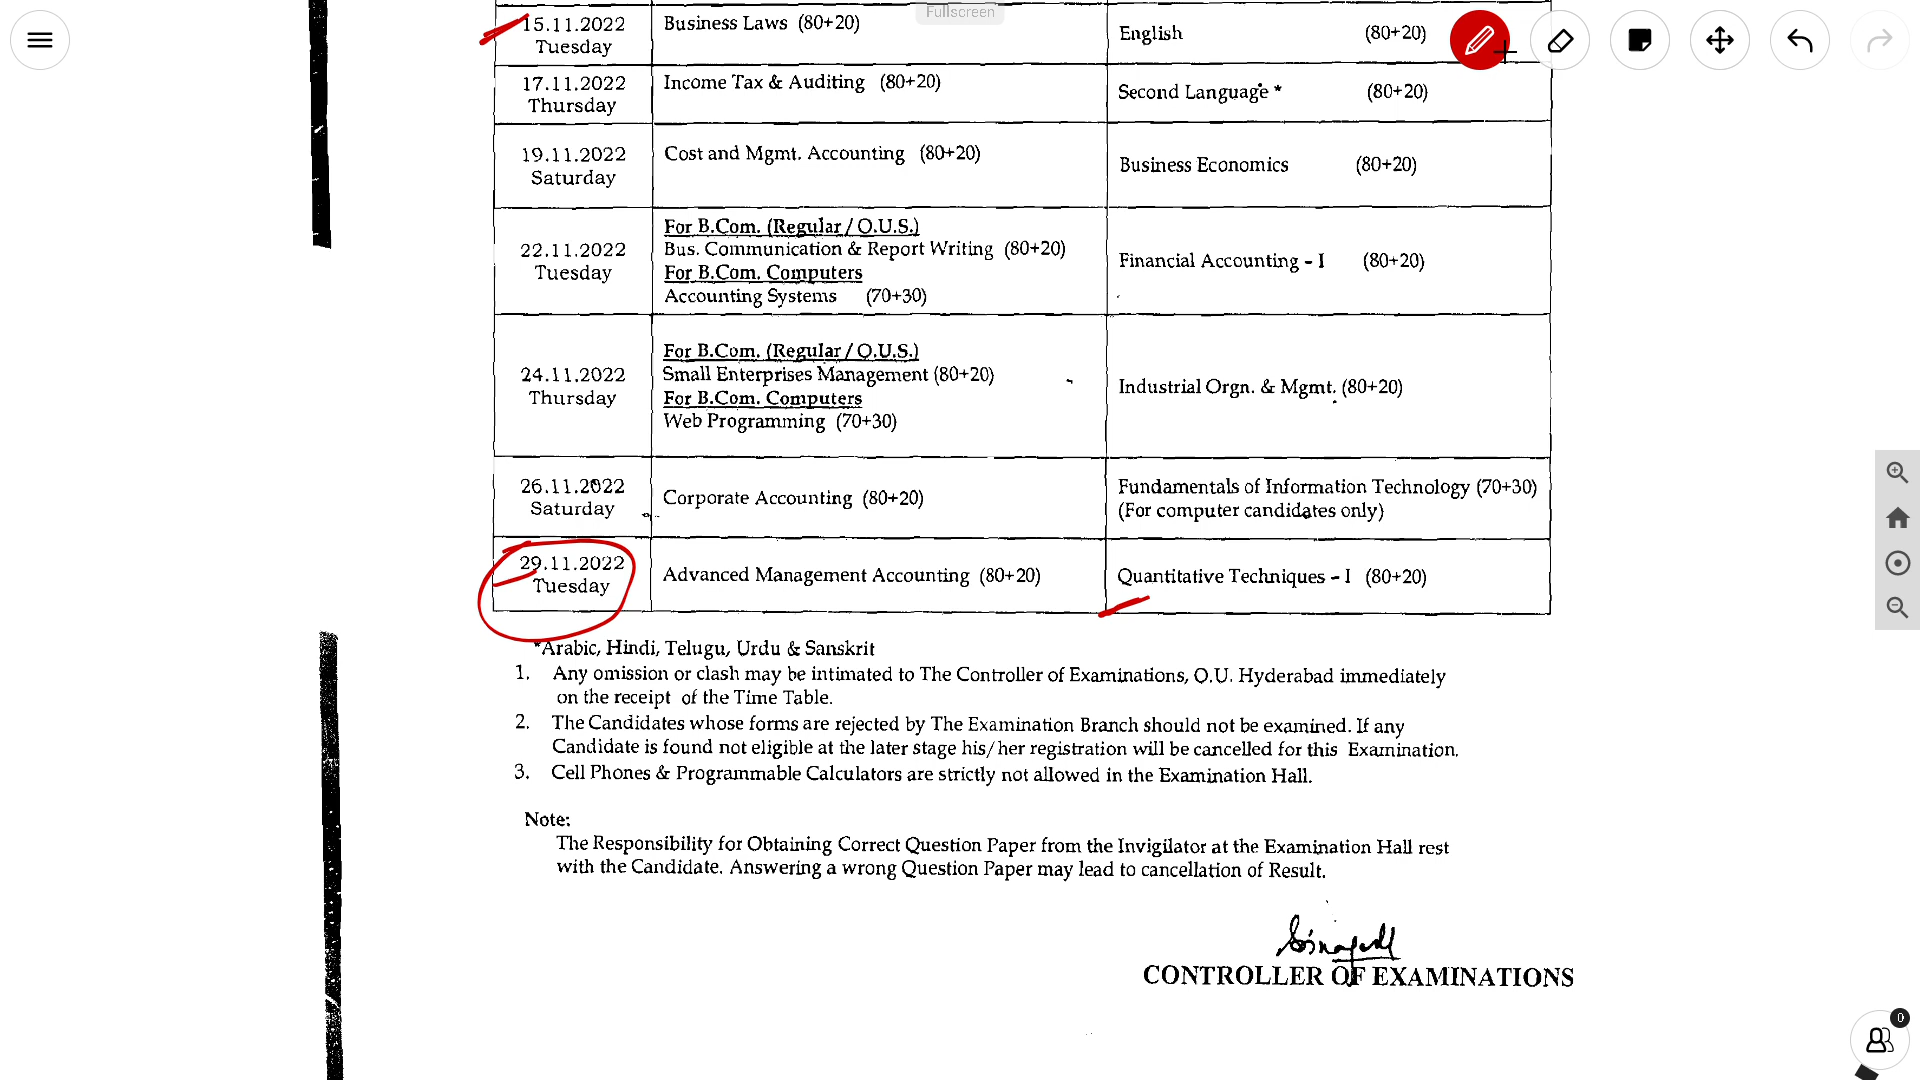 Fullscreen
15.11.2022
Tuesday
Business Laws (80+20)
English (80+20)
17.11.2022
Thursday
Income Tax & Auditing (80+20)
Second Language * (80+20)
19.11.2022
Saturday
Cost and Mgmt. Accounting (80+20)
Business Economics (80+20)
22.11.2022
Tuesday
For B.Com. (Regular / O.U.S.)
Bus. Communication & Report Writing (80+20)
For B.Com. Computers
Accounting Systems (70+30)
Financial Accounting - I (80+20)
24.11.2022
Thursday
For B.Com. (Regular / O.U.S.)
Small Enterprises Management (80+20)
For B.Com. Computers
Web Programming (70+30)
Industrial Orgn. & Mgmt. (80+20)
26.11.2022
Saturday
Corporate Accounting (80+20)
Fundamentals of Information Technology (70+30)
(For computer candidates only)
29.11.2022
Tuesday
Advanced Management Accounting (80+20)
Quantitative Techniques - I (80+20)
*Arabic, Hindi, Telugu, Urdu & Sanskrit
1. Any omission or clash may be intimated to The Controller of Examinations, O.U. Hyderabad immediately
on the receipt of the Time Table.
2. The Candidates whose forms are rejected by The Examination Branch should not be examined. If any
Candidate is found not eligible at the later stage his/her registration will be cancelled for this Examination.
3. Cell Phones & Programmable Calculators are strictly not allowed in the Examination Hall.
Note:
The Responsibility for Obtaining Correct Question Paper from the Invigilator at the Examination Hall rest
with the Candidate. Answering a wrong Question Paper may lead to cancellation of Result.
CONTROLLER OF EXAMINATIONS
0